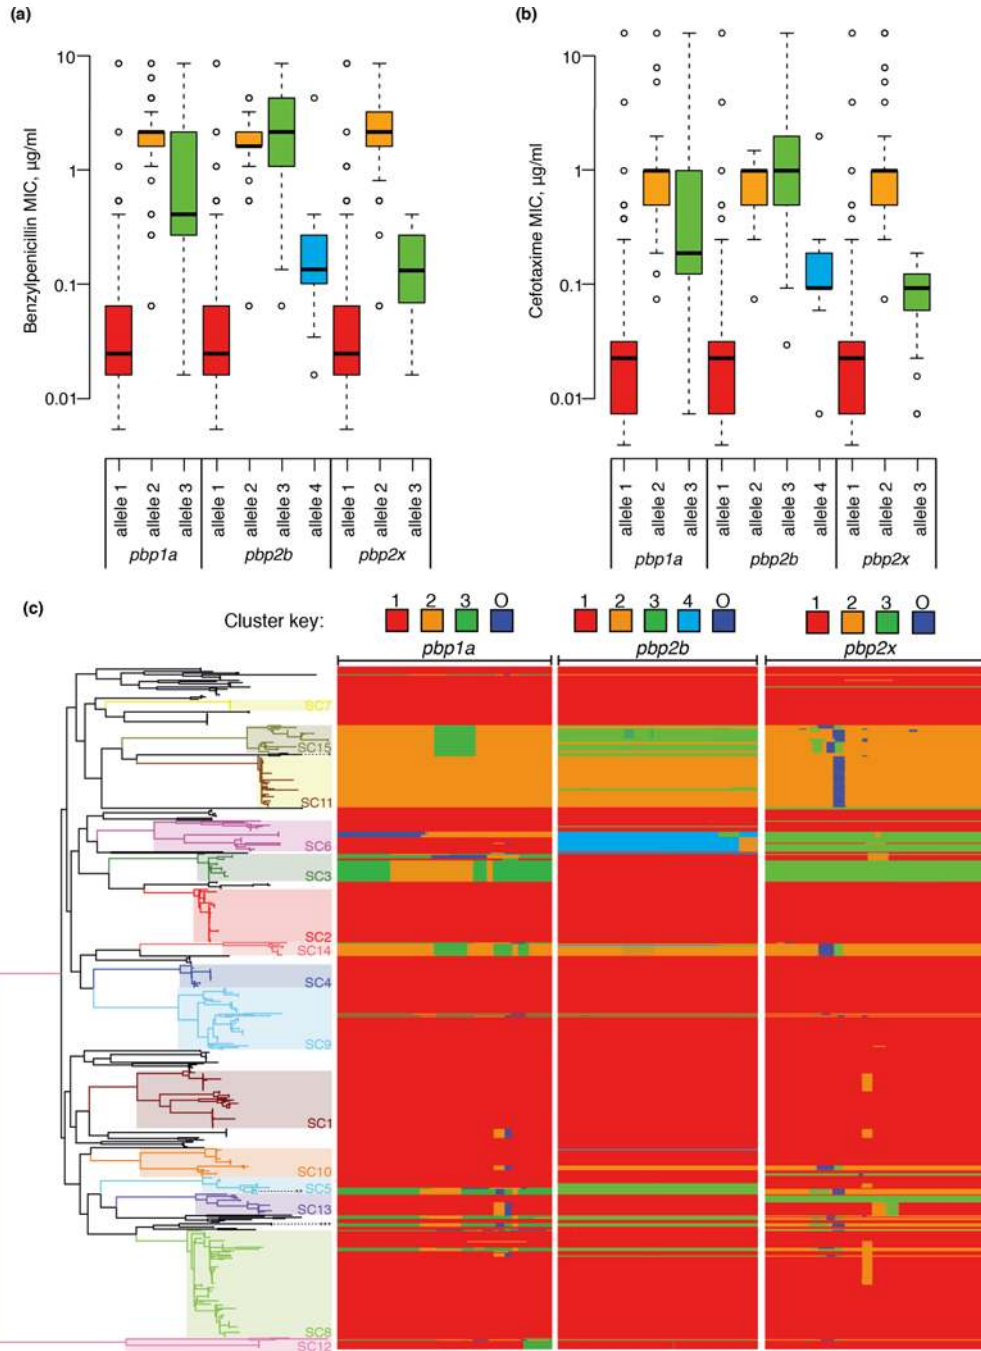 (a)
(b)
10
1
0.1
0.01
Benzylpenicillin MIC, µg/ml
10
1
0.1
0.01
Cefotaxime MIC, µg/ml
allele 1
allele 2
allele 3
allele 1
allele 2
allele 3
allele 4
allele 1
allele 2
allele 3
pbp1a
pbp2b
pbp2x
allele 1
allele 2
allele 3
allele 1
allele 2
allele 3
allele 4
allele 1
allele 2
allele 3
pbp1a
pbp2b
pbp2x
(c)
Cluster key:
1 2 3 O
1 2 3 4 O
1 2 3 O
pbp1a
pbp2b
pbp2x
SC7
SC15
SC11
SC6
SC3
SC2
SC14
SC4
SC9
SC1
SC10
SC5
SC13
SC8
SC12